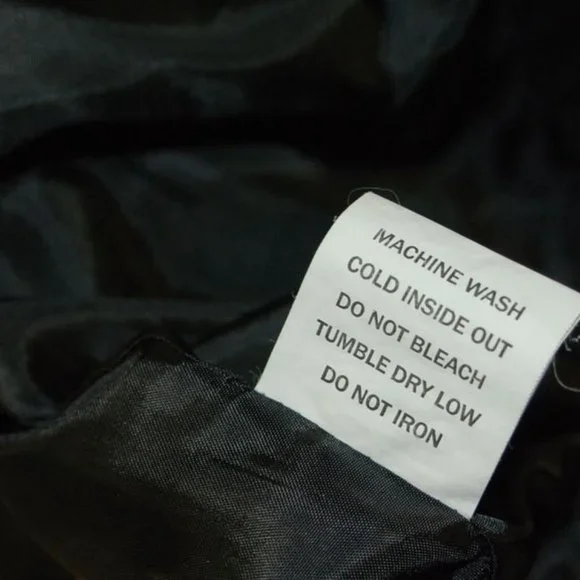 MACHINE WASH
COLD INSIDE OUT
DO NOT BLEACH
TUMBLE DRY LOW
DO NOT IRON